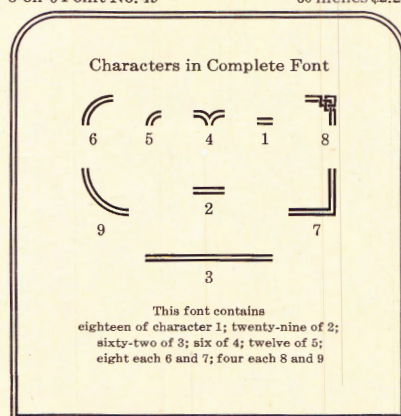 Characters in Complete Font
6 5 4 1 8
2
9 7
3
This font contains
eighteen of character 1; twenty-nine of 2;
sixty-two of 3; six of 4; twelve of 5;
eight each 6 and 7; four each 8 and 9